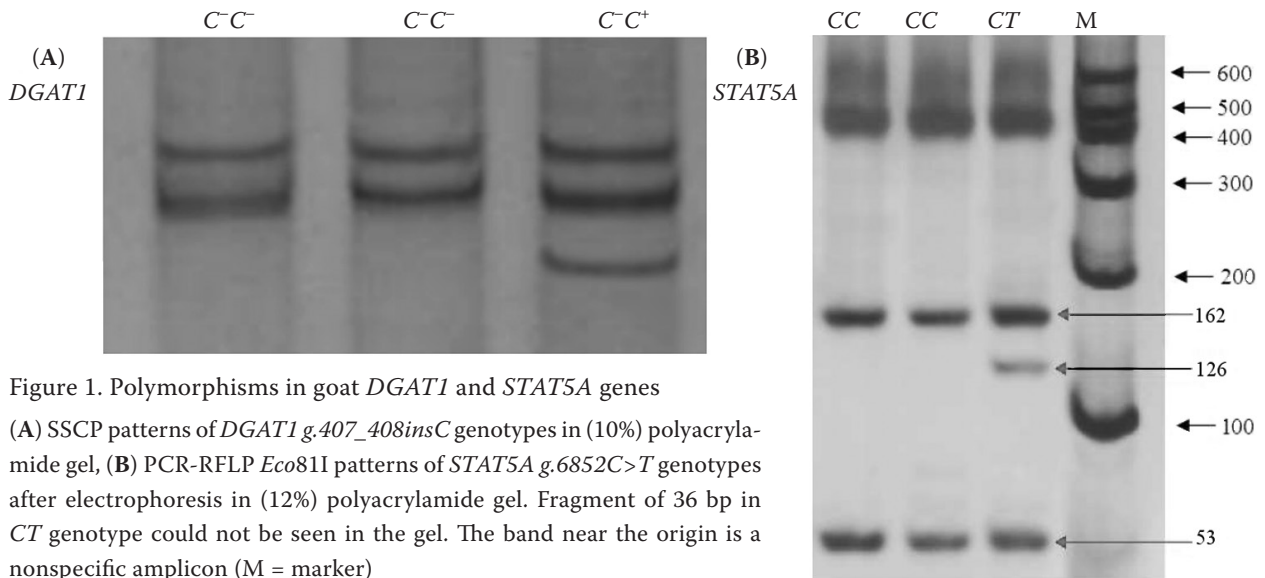 C⁻C⁻ C⁻C⁻ C⁻C⁺
(A)
DGAT1
CC CC CT M
(B)
STAT5A
600
500
400
300
200
162
126
100
53
Figure 1. Polymorphisms in goat DGAT1 and STAT5A genes
(A) SSCP patterns of DGAT1 g.407_408insC genotypes in (10%) polyacryla-
mide gel, (B) PCR-RFLP Eco81I patterns of STAT5A g.6852C>T genotypes
after electrophoresis in (12%) polyacrylamide gel. Fragment of 36 bp in
CT genotype could not be seen in the gel. The band near the origin is a
nonspecific amplicon (M = marker)